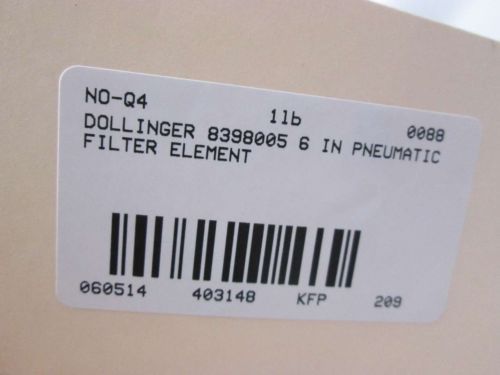 NO-Q4 1lb 0088
DOLLINGER 8398005 6 IN PNEUMATIC
FILTER ELEMENT
060514 403148 KFP 209